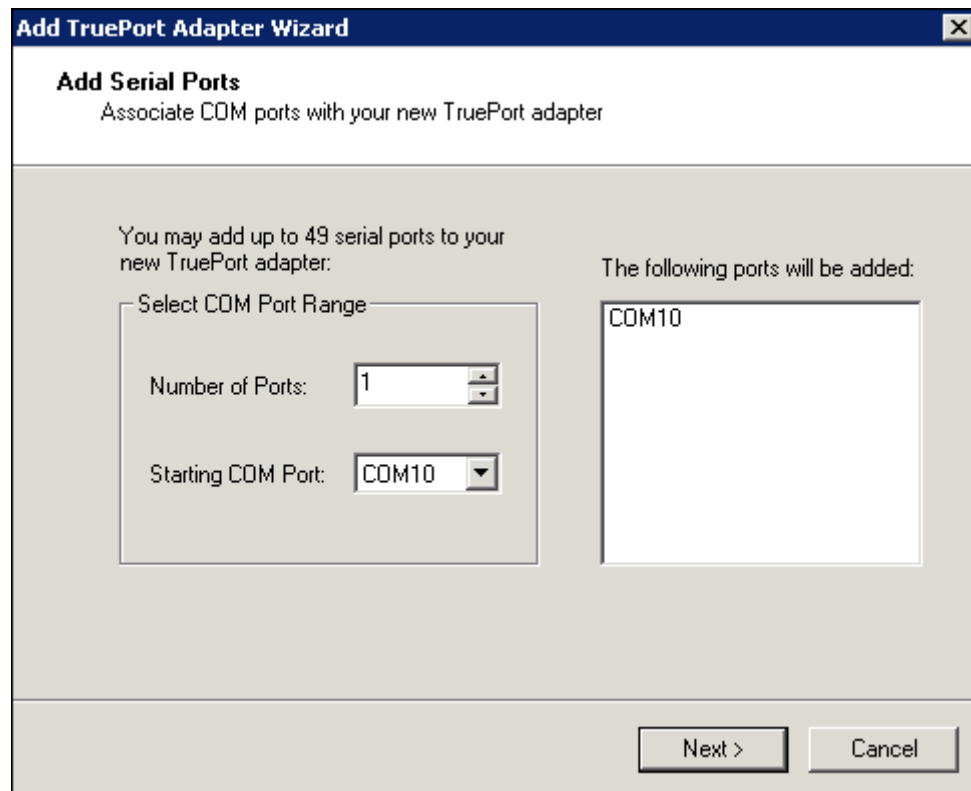 Add TruePort Adapter Wizard
Add Serial Ports
Associate COM ports with your new TruePort adapter
You may add up to 49 serial ports to your
new TruePort adapter:
Select COM Port Range
Number of Ports:
1
Starting COM Port:
COM10
The following ports will be added:
COM10
Next >
Cancel